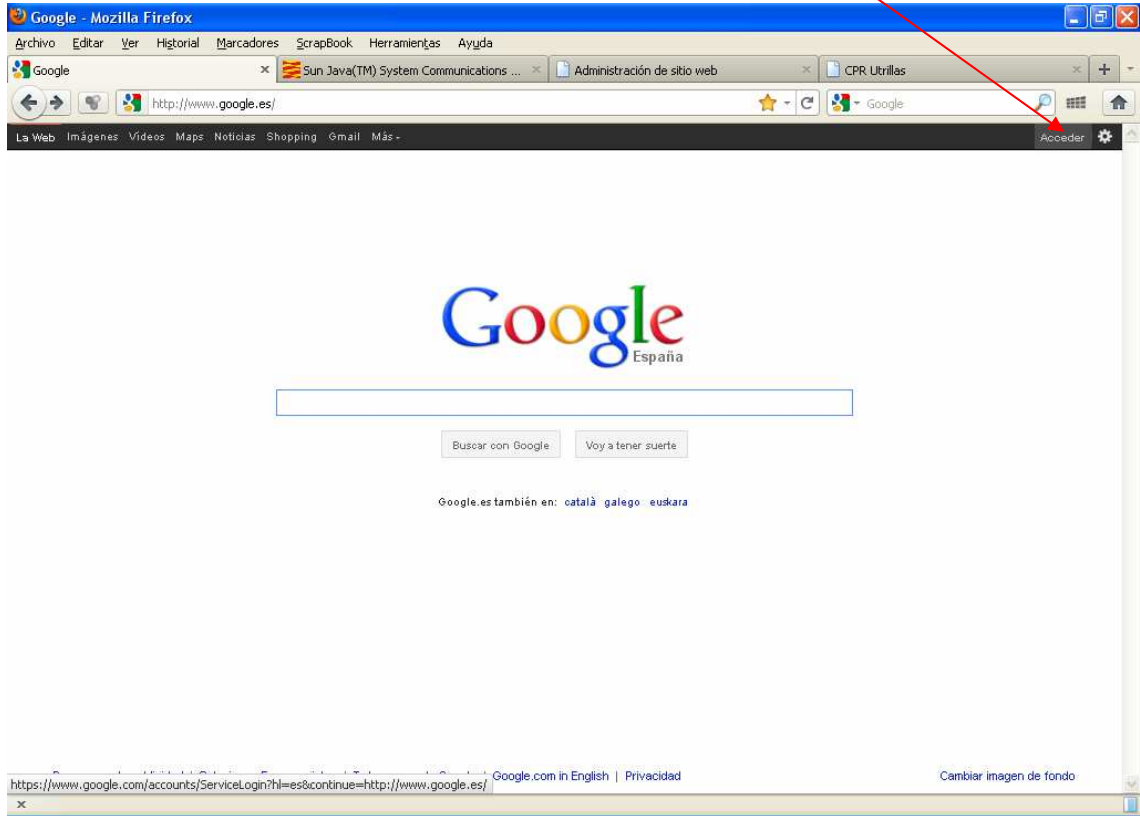 Google - Mozilla Firefox
Archivo Editar Ver Historial Marcadores ScrapBook Herramientas Ayuda
Google Sun Java(TM) System Communications ... Administración de sitio web CPR Utrillas
http://www.google.es/ Google
La Web Imágenes Vídeos Maps Noticias Shopping Gmail Más Acceder
Google
España
Buscar con Google Voy a tener suerte
Google.es también en: català galego euskara
Google.com in English | Privacidad Cambiar imagen de fondo
https://www.google.com/accounts/ServiceLogin?hl=es&continue=http://www.google.es/